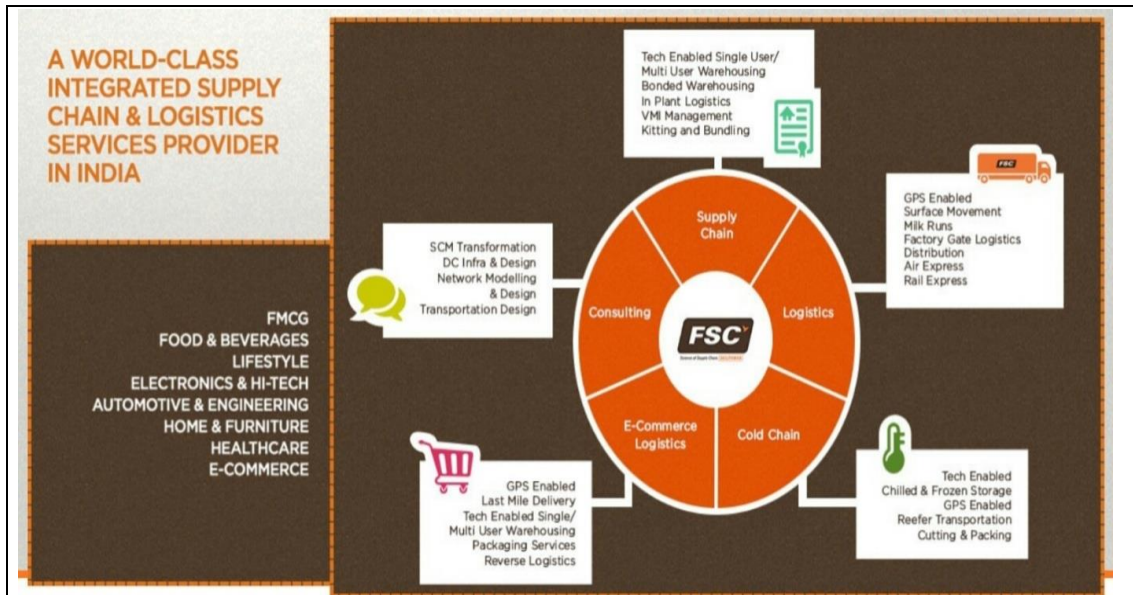 A WORLD-CLASS
INTEGRATED SUPPLY
CHAIN & LOGISTICS
SERVICES PROVIDER
IN INDIA
FMCG
FOOD & BEVERAGES
LIFESTYLE
ELECTRONICS & HI-TECH
AUTOMOTIVE & ENGINEERING
HOME & FURNITURE
HEALTHCARE
E-COMMERCE
Tech Enabled Single User/
Multi User Warehousing
Bonded Warehousing
In Plant Logistics
VMI Management
Kitting and Bundling
FSC
GPS Enabled
Surface Movement
Milk Runs
Factory Gate Logistics
Distribution
Air Express
Rail Express
SCM Transformation
DC Infra & Design
Network Modelling
& Design
Transportation Design
Supply
Chain
Consulting
Logistics
FSC
E-Commerce
Logistics
Cold Chain
GPS Enabled
Last Mile Delivery
Tech Enabled Single/
Multi User Warehousing
Packaging Services
Reverse Logistics
Tech Enabled
Chilled & Frozen Storage
GPS Enabled
Reefer Transportation
Cutting & Packing